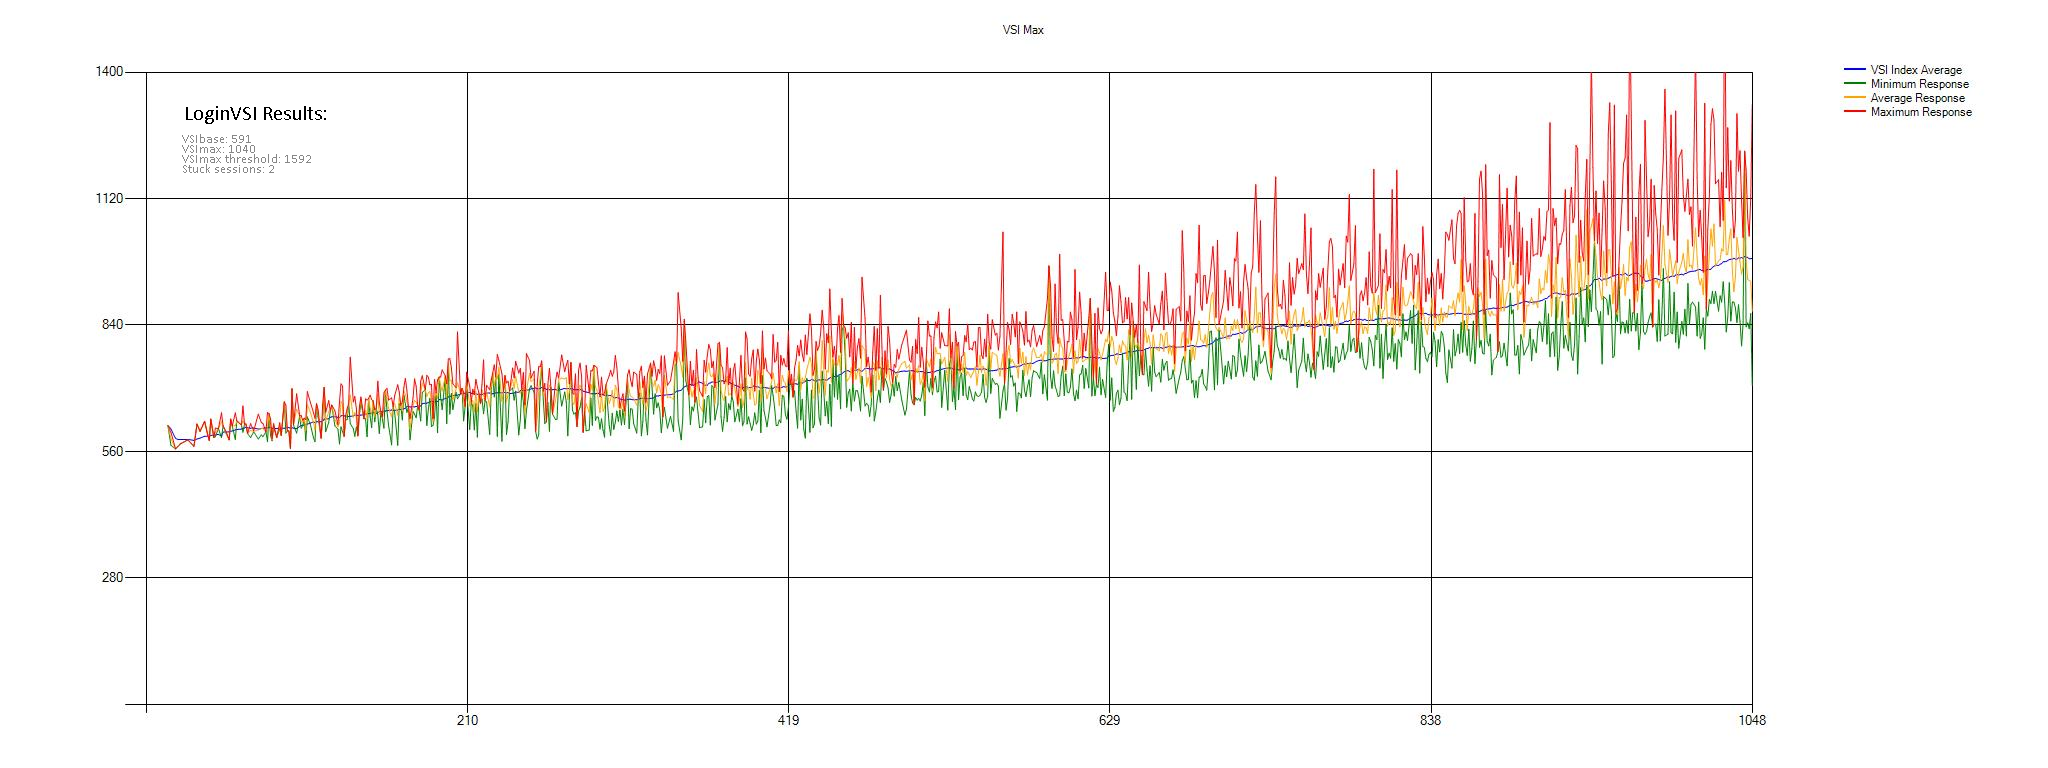 VSI Max
1400
1120
840
560
280
LoginVSI Results:
VSIbase: 591
VSImax: 1040
VSImax threshold: 1592
Stuck sessions: 2
210
419
629
838
1048
VSI Index Average
Minimum Response
Average Response
Maximum Response